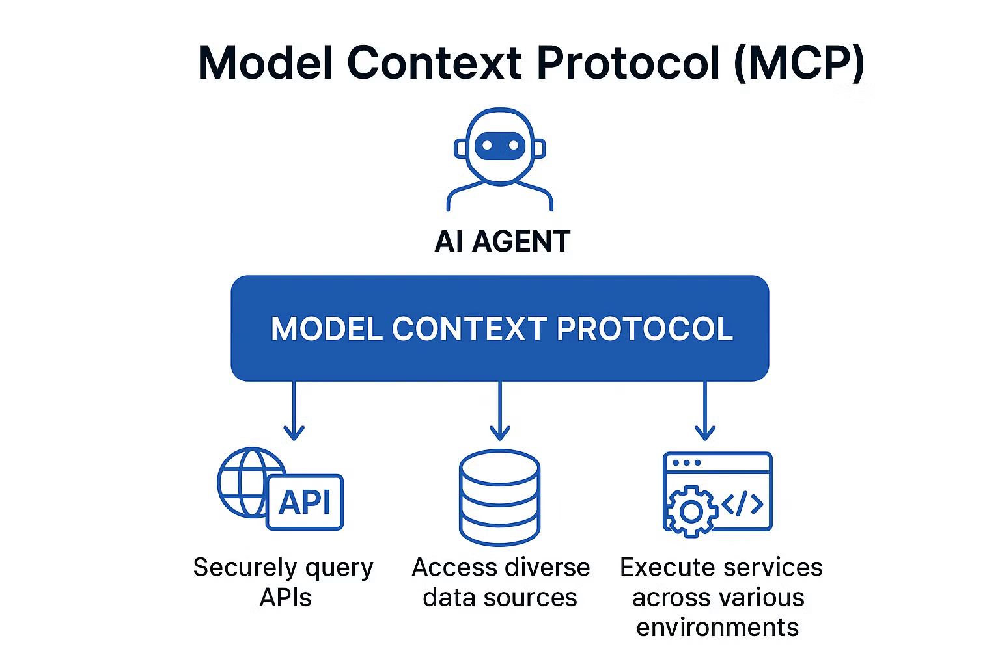 Model Context Protocol (MCP)
AI AGENT
MODEL CONTEXT PROTOCOL
API
Securely query
APIs
Access diverse
data sources
</>
Execute services
across various
environments